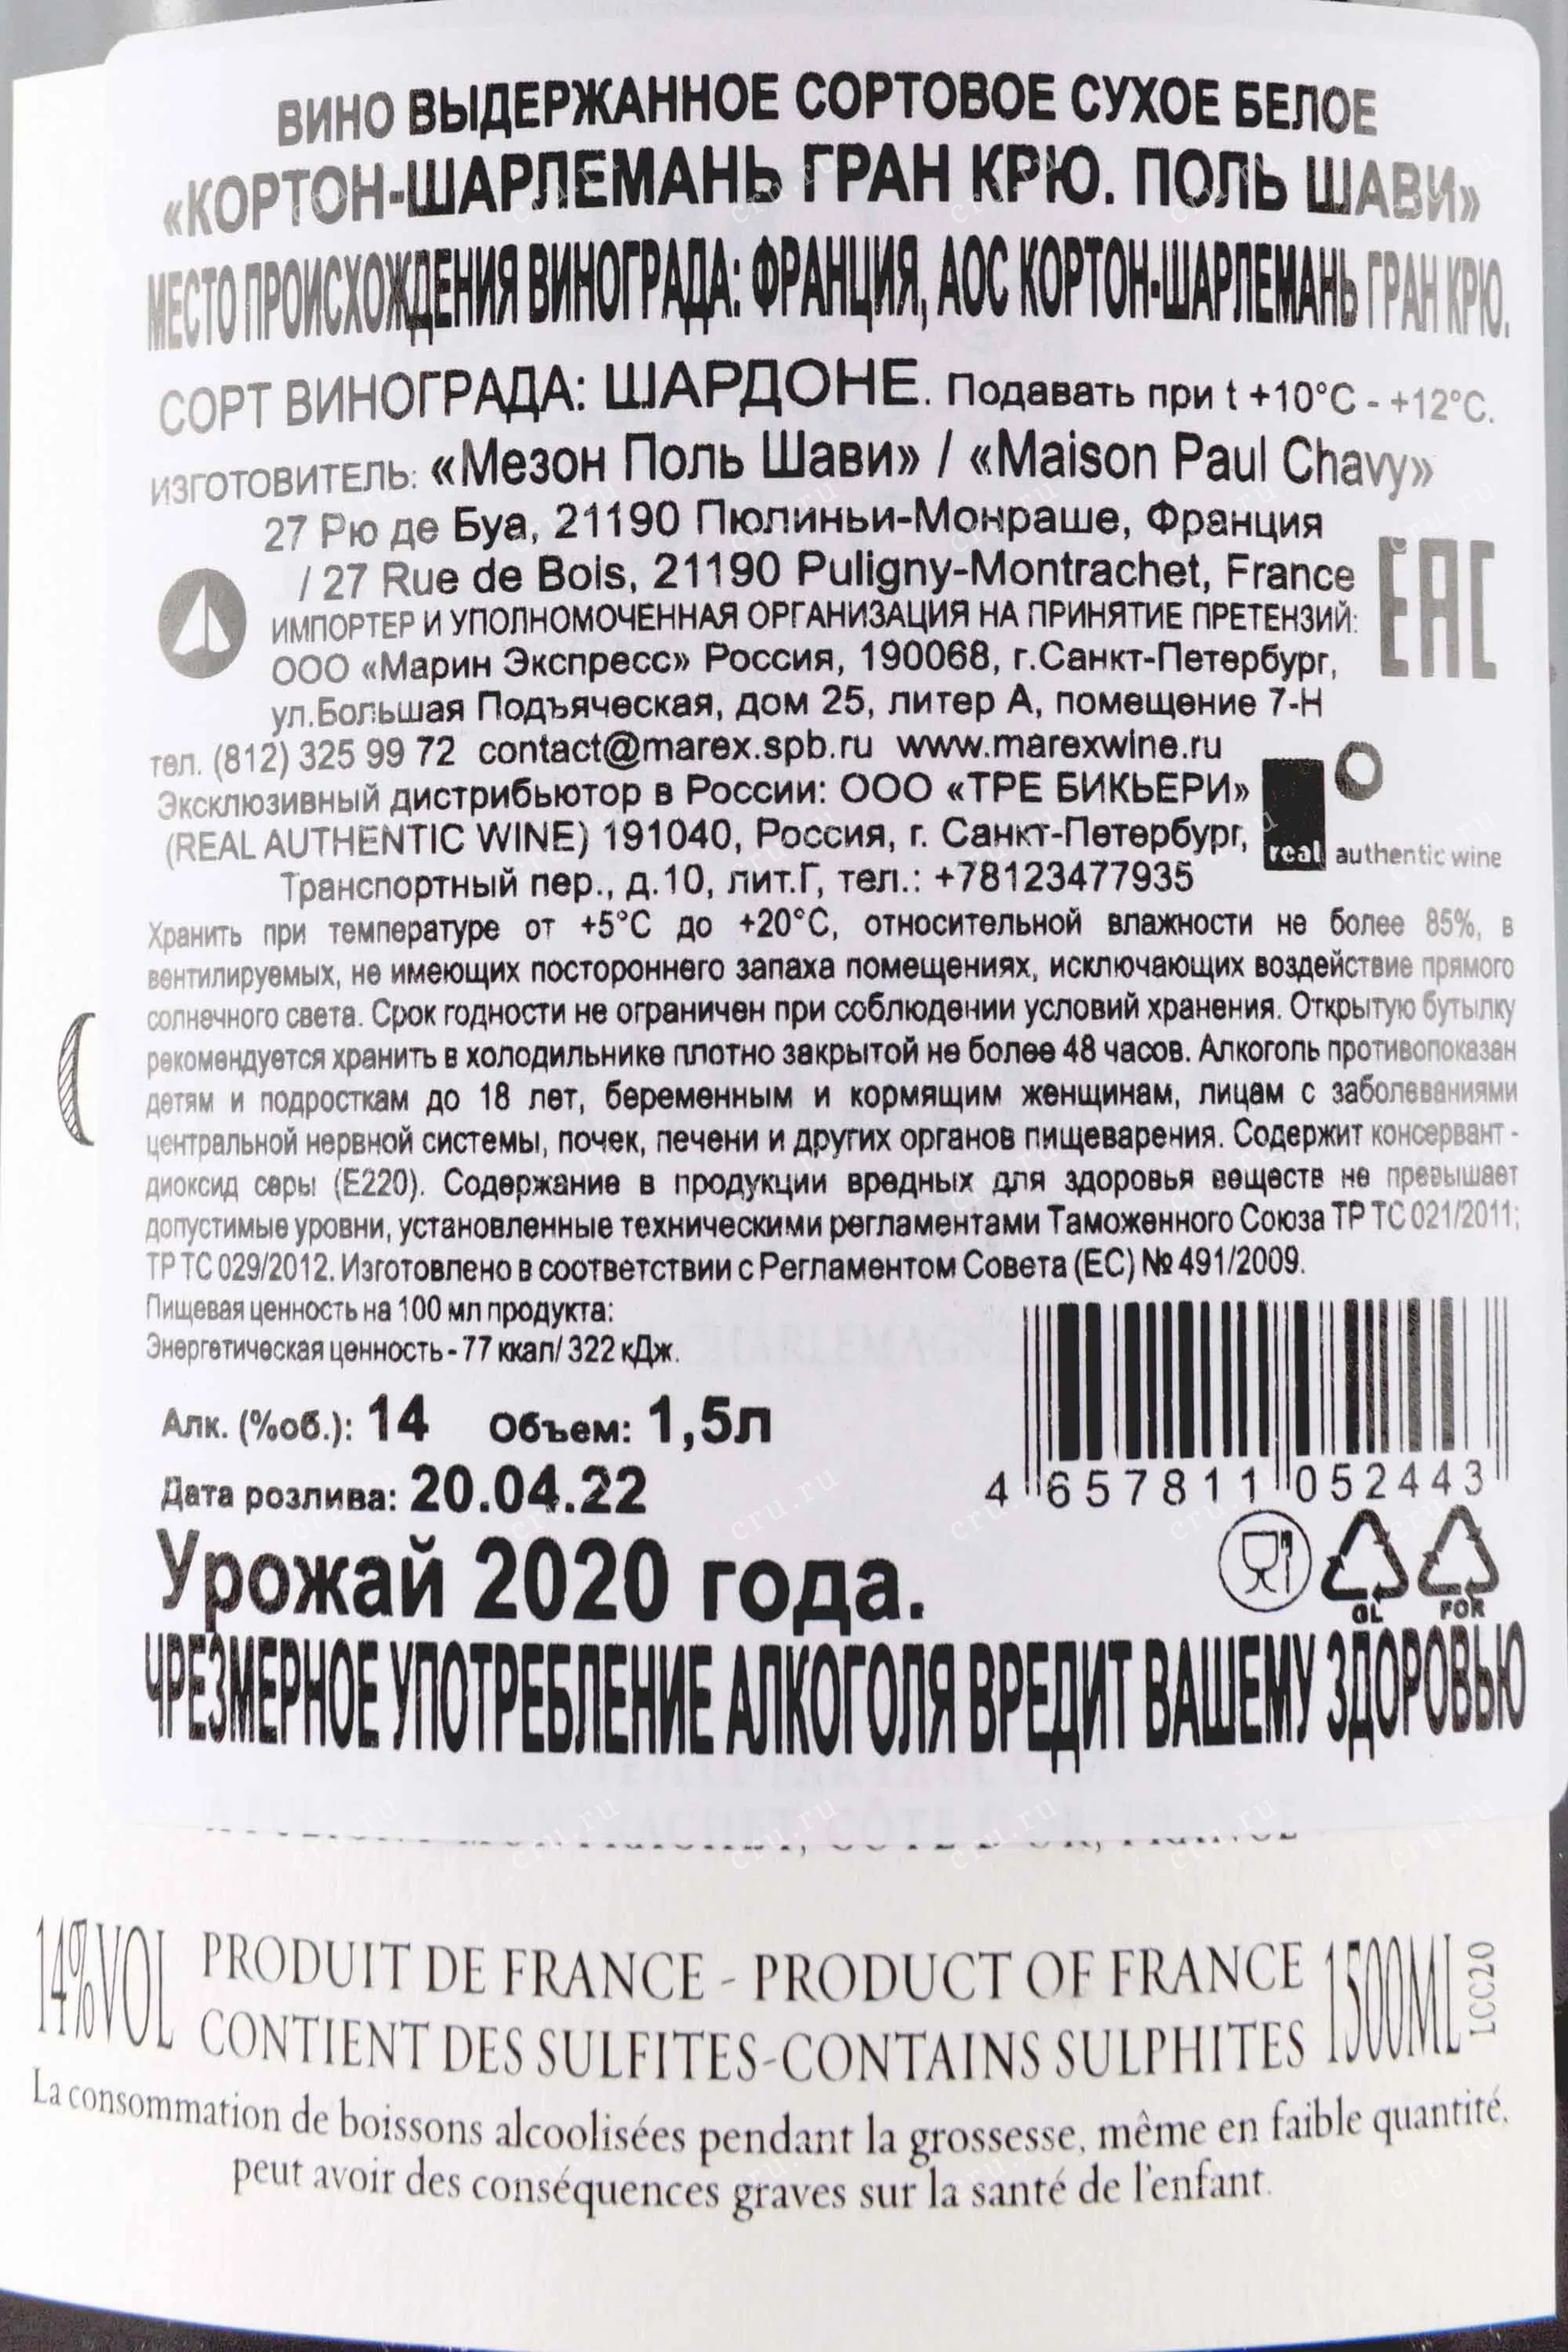 ВИНО ВЫДЕРЖАННОЕ СОРТОВОЕ СУХОЕ БЕЛОЕ
«КОРТОН-ШАРЛЕМАНЬ ГРАН КРЮ. ПОЛЬ ШАВИ»
МЕСТО ПРОИСХОЖДЕНИЯ ВИНОГРАДА: ФРАНЦИЯ, АОС КОРТОН-ШАРЛЕМАНЬ ГРАН КРЮ.
СОРТ ВИНОГРАДА: ШАРДОНЕ. Подавать при t +10°С - +12°С.
ИЗГОТОВИТЕЛЬ: «Мезон Поль Шави» / «Maison Paul Chavy»
27 Рю де Буа, 21190 Пюлиньи-Монраше, Франция
/ 27 Rue de Bois, 21190 Puligny-Montrachet, France
ИМПОРТЕР И УПОЛНОМОЧЕННАЯ ОРГАНИЗАЦИЯ НА ПРИНЯТИЕ ПРЕТЕНЗИЙ:
ЕАС
ООО «Марин Экспресс» Россия, 190068, г.Санкт-Петербург,
ул.Большая Подъяческая, дом 25, литер А, помещение 7-Н
тел. (812) 325 99 72 contact@marex.spb.ru www.marexwine.ru
Эксклюзивный дистрибьютор в России: ООО «ТРЕ БИКЬЕРИ»
(REAL AUTHENTIC WINE) 191040, Россия, г. Санкт-Петербург,
real authentic wine
Транспортный пер., д.10, лит.Г, тел.: +78123477935
Хранить при температуре от +5°С до +20°С, относительной влажности не более 85%, в
вентилируемых, не имеющих постороннего запаха помещениях, исключающих воздействие прямого
солнечного света. Срок годности не ограничен при соблюдении условий хранения. Открытую бутылку
рекомендуется хранить в холодильнике плотно закрытой не более 48 часов. Алкоголь противопоказан
детям и подросткам до 18 лет, беременным и кормящим женщинам, лицам с заболеваниями
центральной нервной системы, почек, печени и других органов пищеварения. Содержит консервант -
диоксид серы (Е220). Содержание в продукции вредных для здоровья веществ не превышает
допустимые уровни, установленные техническими регламентами Таможенного Союза ТР ТС 021/2011;
ТР ТС 029/2012. Изготовлено в соответствии с Регламентом Совета (ЕС) № 491/2009.
Пищевая ценность на 100 мл продукта:
Энергетическая ценность - 77 ккал/ 322 кДж.
Алк. (%об.): 14 Объем: 1,5л
Дата розлива: 20.04.22
4 657811 052443
Урожай 2020 года.
GL FOR
ЧРЕЗМЕРНОЕ УПОТРЕБЛЕНИЕ АЛКОГОЛЯ ВРЕДИТ ВАШЕМУ ЗДОРОВЬЮ
14%VOL
PRODUIT DE FRANCE - PRODUCT OF FRANCE
CONTIENT DES SULFITES-CONTAINS SULPHITES
1500ML
LCC20
La consommation de boissons alcoolisées pendant la grossesse, même en faible quantité,
peut avoir des conséquences graves sur la santé de l'enfant.
cru.ru